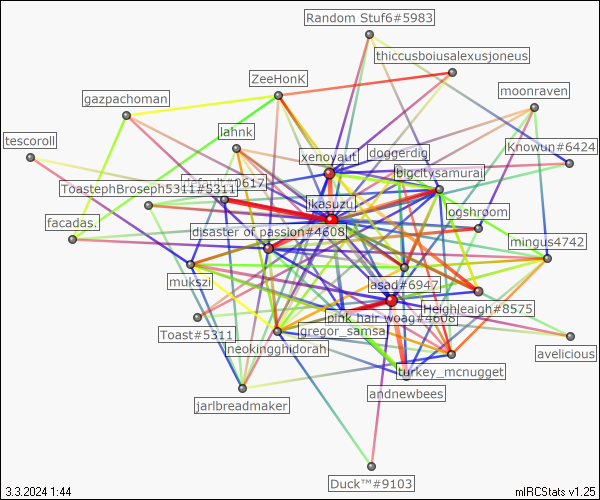 Random Stuf6#5983
thiccusboiusalexusjoneus
ZeeHonK
moonraven
gazpachoman
lahnk
tescoroll
xenoyaut
doggerdig
Knowun#6424
bigcitysamurai
default#0617
ToastephBroseph5311#5311
ikasuzu
logshroom
facadas.
disaster of passion#4608
mingus4742
mukszi
asad#6947
Heighleigh#8575
pink hair woag#4608
Toast#5311
gregor_samsa
neokingghidorah
avelicious
turkey_mcnugget
andnewbees
jarlbreadmaker
Duck™#9103
3.3.2024 1:44
mIRCStats v1.25